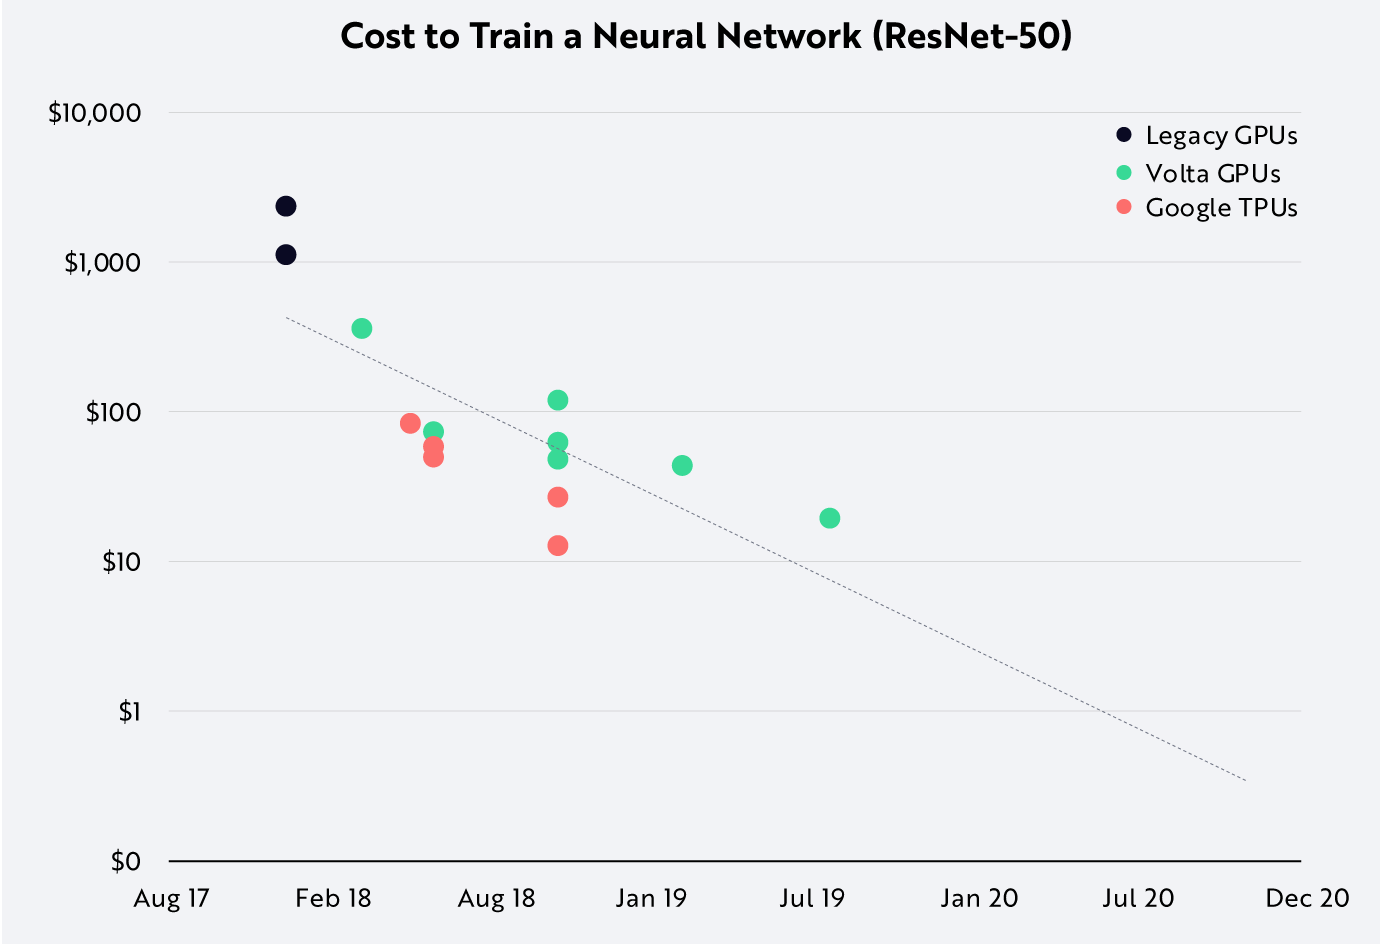 Cost to Train a Neural Network (ResNet-50)
$10,000
Legacy GPUs
Volta GPUs
Google TPUs
$1,000
$100
$10
$1
$0
Aug 17 Feb 18 Aug 18 Jan 19 Jul 19 Jan 20 Jul 20 Dec 20